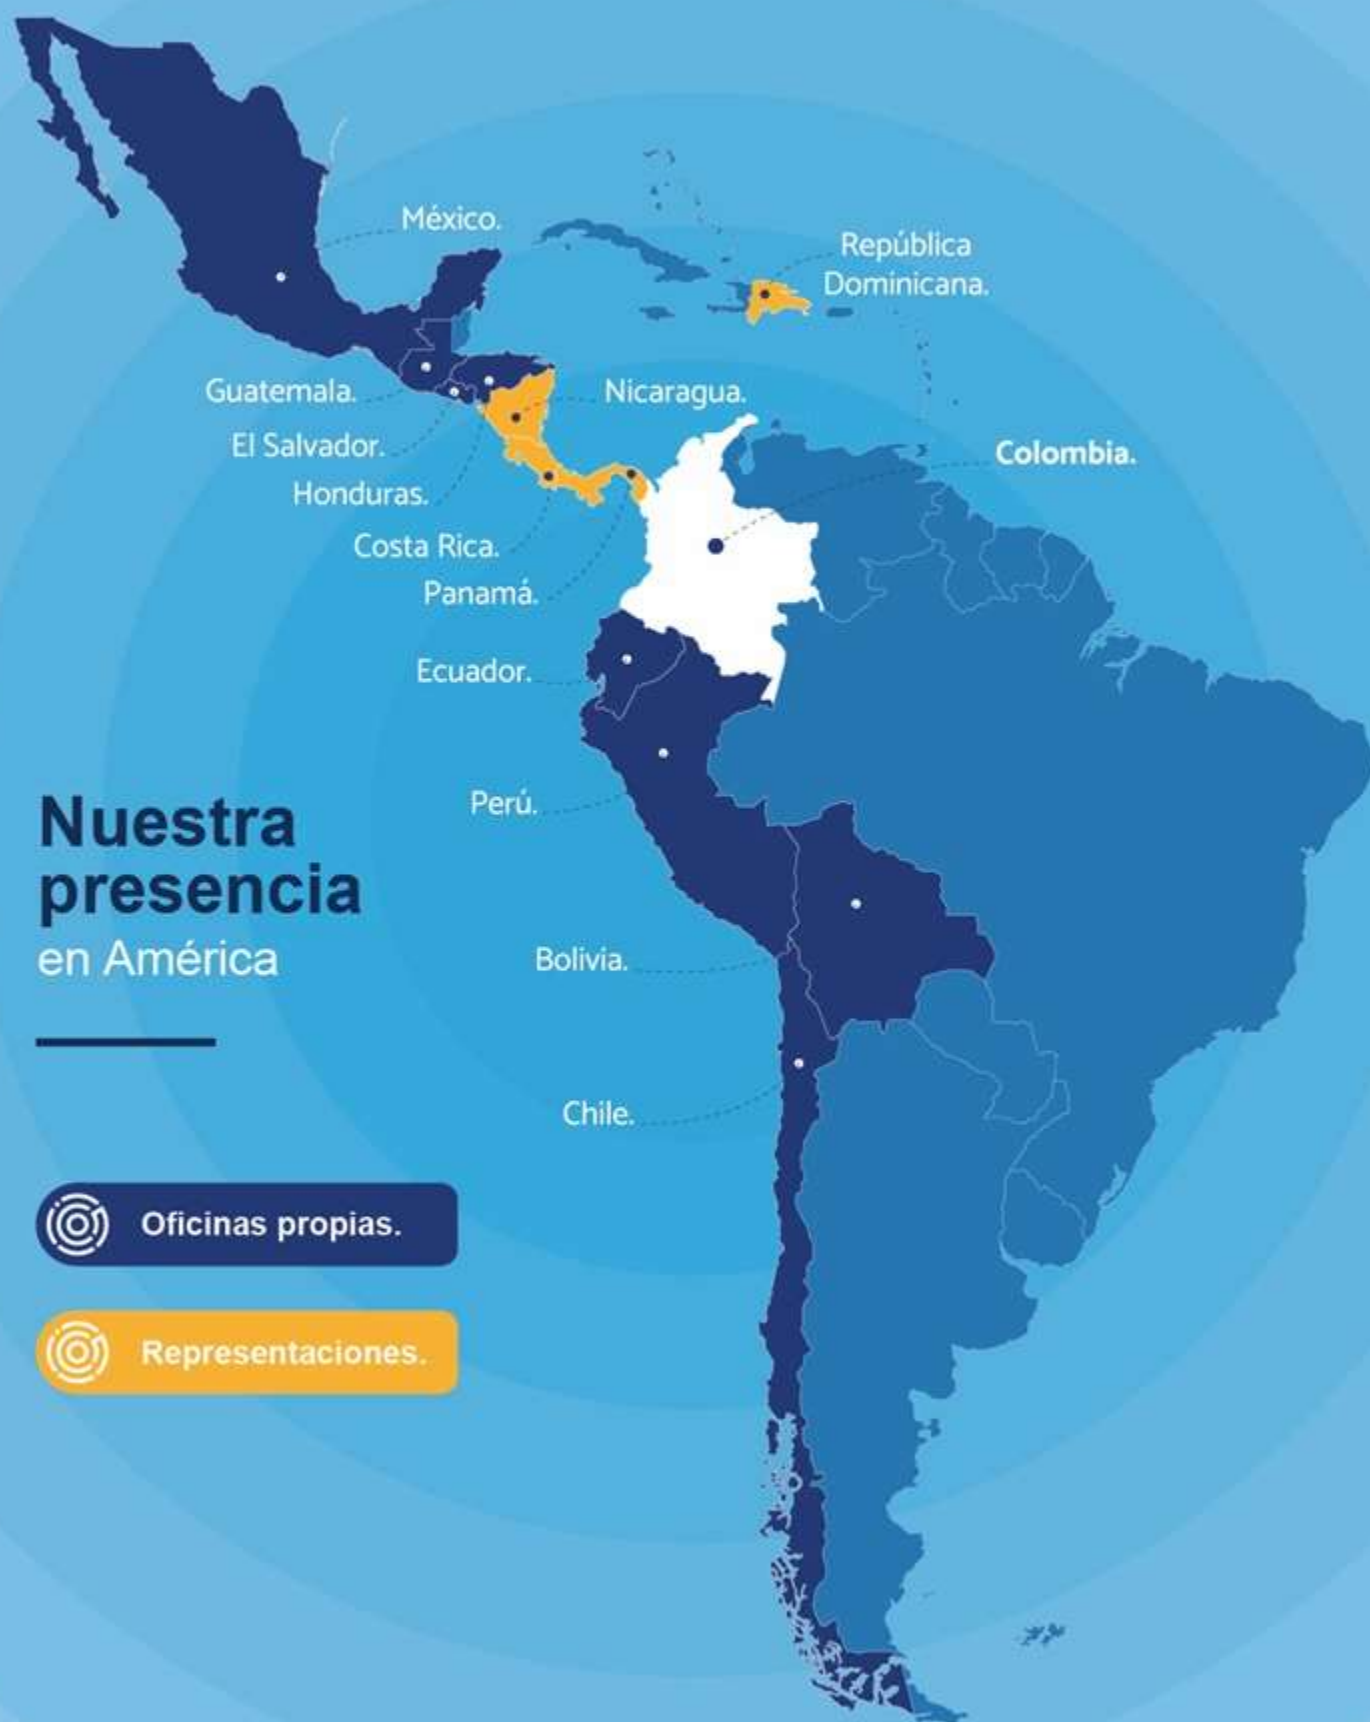 México.
República
Dominicana.
Guatemala.
Nicaragua.
El Salvador.
Colombia.
Honduras.
Costa Rica.
Panamá.
Ecuador.
Perú.
Nuestra
presencia
en América
Bolivia.
Chile.
Oficinas propias.
Representaciones.